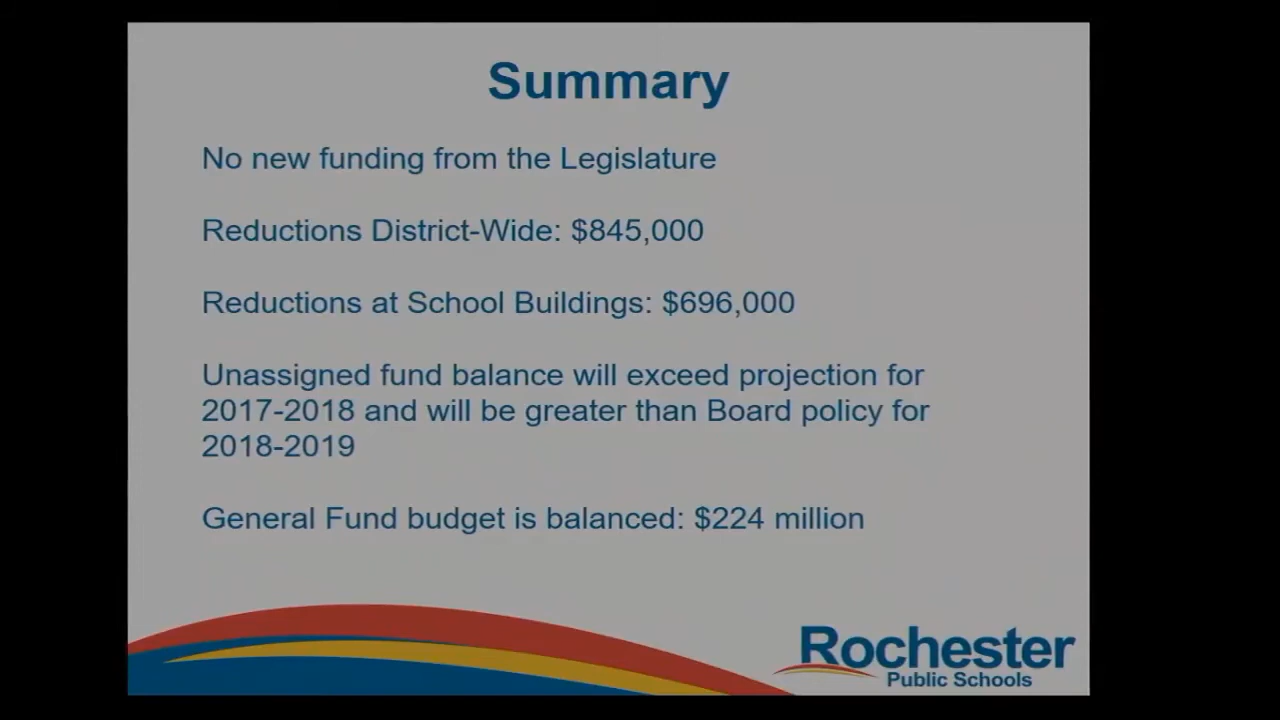 Summary
No new funding from the Legislature
Reductions District-Wide: $845,000
Reductions at School Buildings: $696,000
Unassigned fund balance will exceed projection for
2017-2018 and will be greater than Board policy for
2018-2019
General Fund budget is balanced: $224 million
Rochester
Public Schools